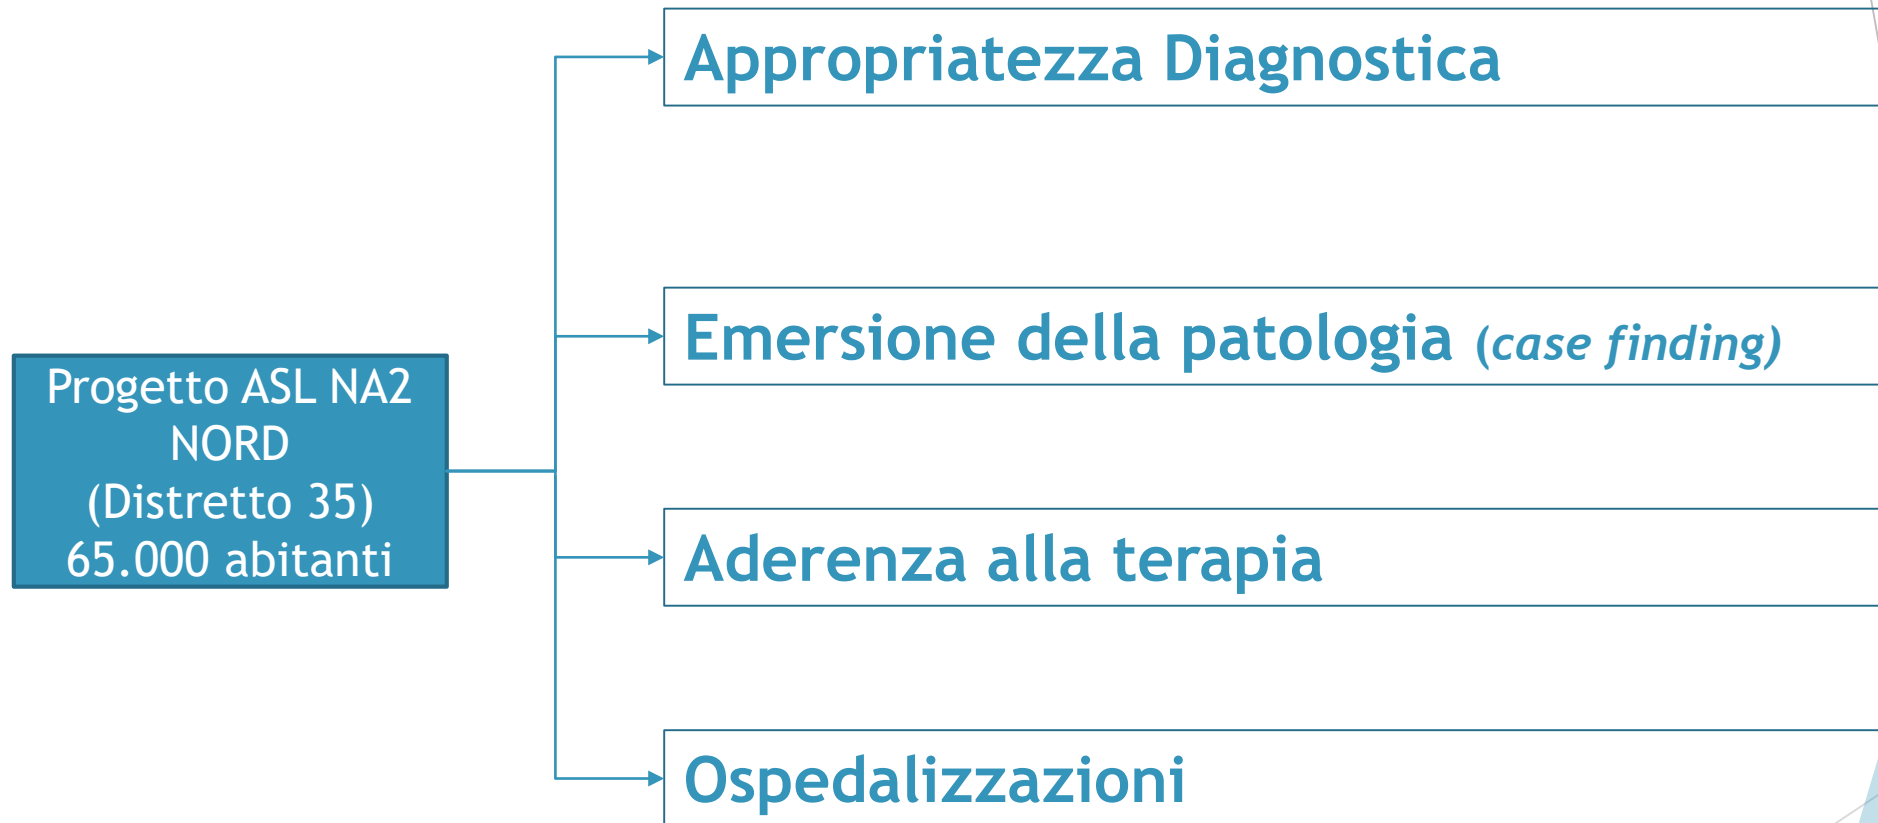 Appropriatezza Diagnostica
Emersione della patologia (case finding)
Progetto ASL NA2
NORD
(Distretto 35)
65.000 abitanti
Aderenza alla terapia
Ospedalizzazioni